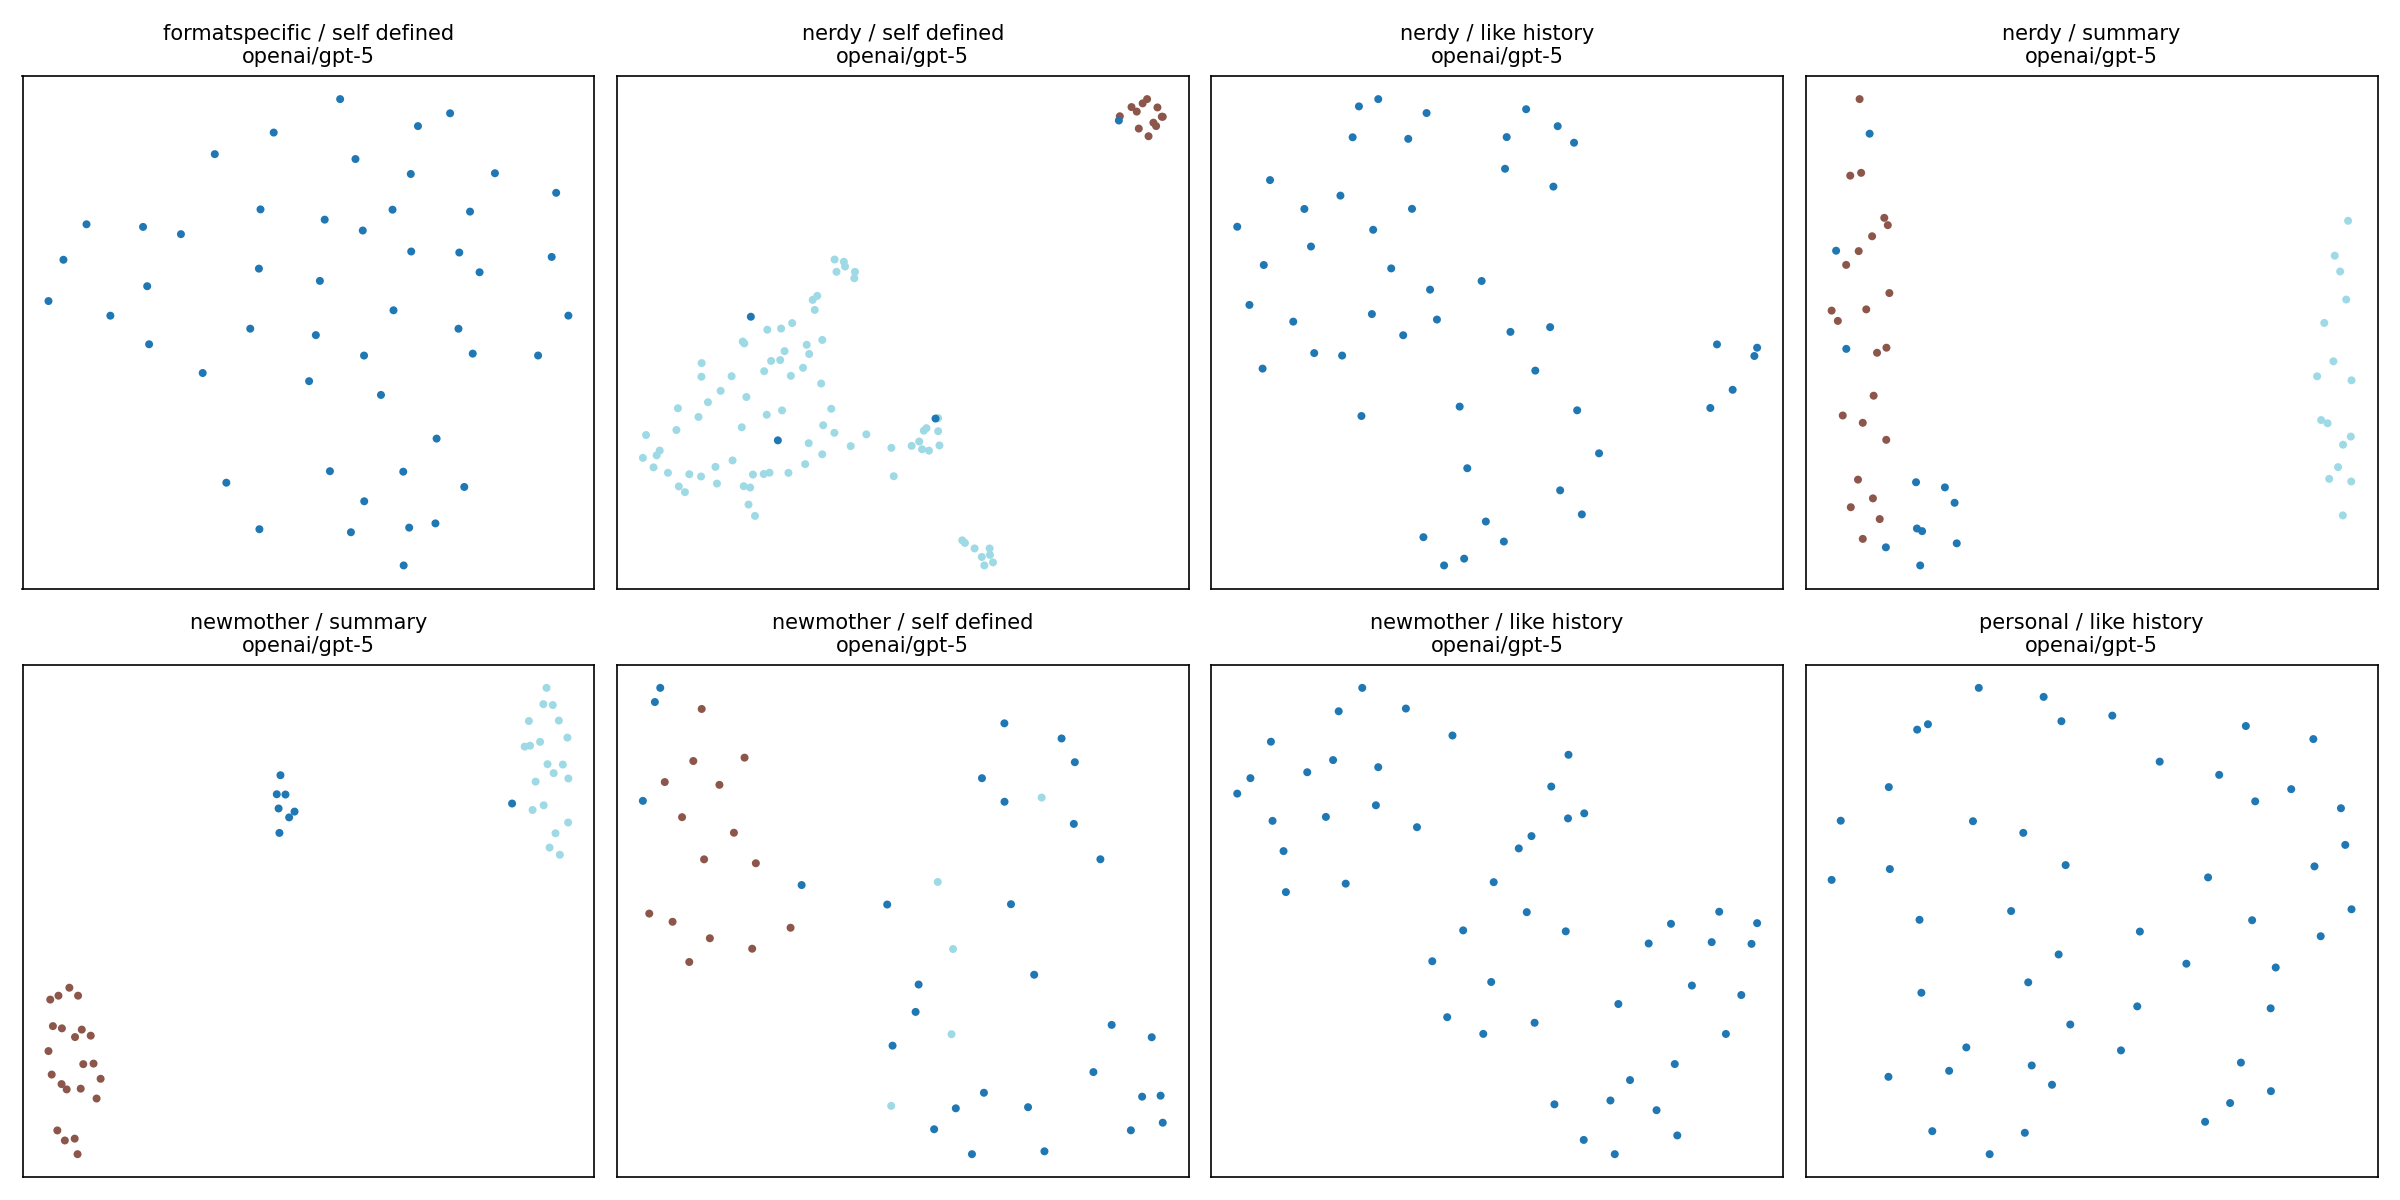 formatspecific / self defined
openai/gpt-5
nerdy / self defined
openai/gpt-5
nerdy / like history
openai/gpt-5
nerdy / summary
openai/gpt-5
newmother / summary
openai/gpt-5
newmother / self defined
openai/gpt-5
newmother / like history
openai/gpt-5
personal / like history
openai/gpt-5